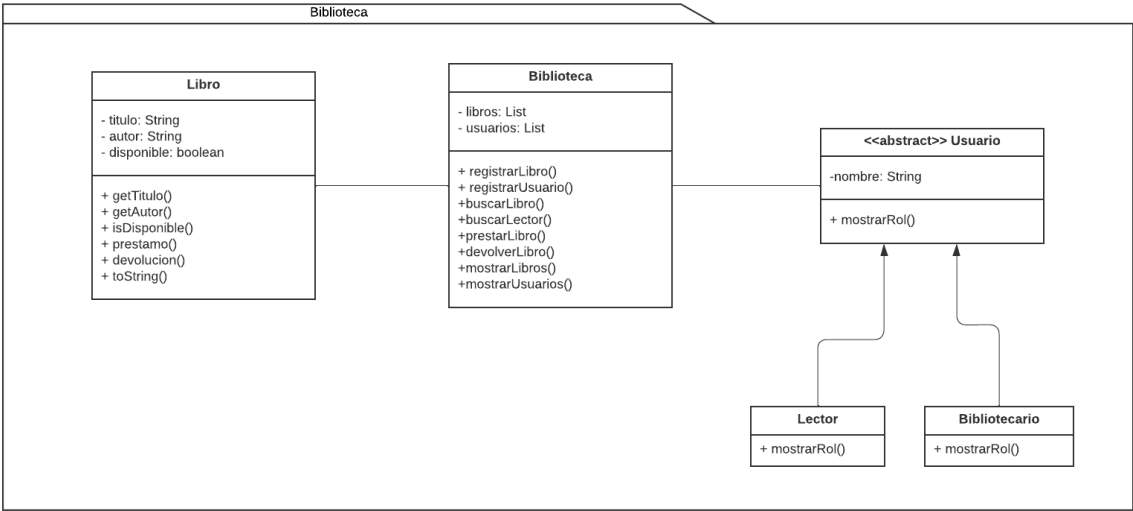 Biblioteca
Libro
- titulo: String
- autor: String
- disponible: boolean
+ getTitulo()
+ getAutor()
+ isDisponible()
+ prestamo()
+ devolucion()
+ toString()
Biblioteca
- libros: List
- usuarios: List
+ registrarLibro()
+ registrarUsuario()
+buscarLibro()
+buscarLector()
+prestarLibro()
+devolverLibro()
+mostrarLibros()
+mostrarUsuarios()
<<abstract>> Usuario
-nombre: String
+ mostrarRol()
Lector
+ mostrarRol()
Bibliotecario
+ mostrarRol()